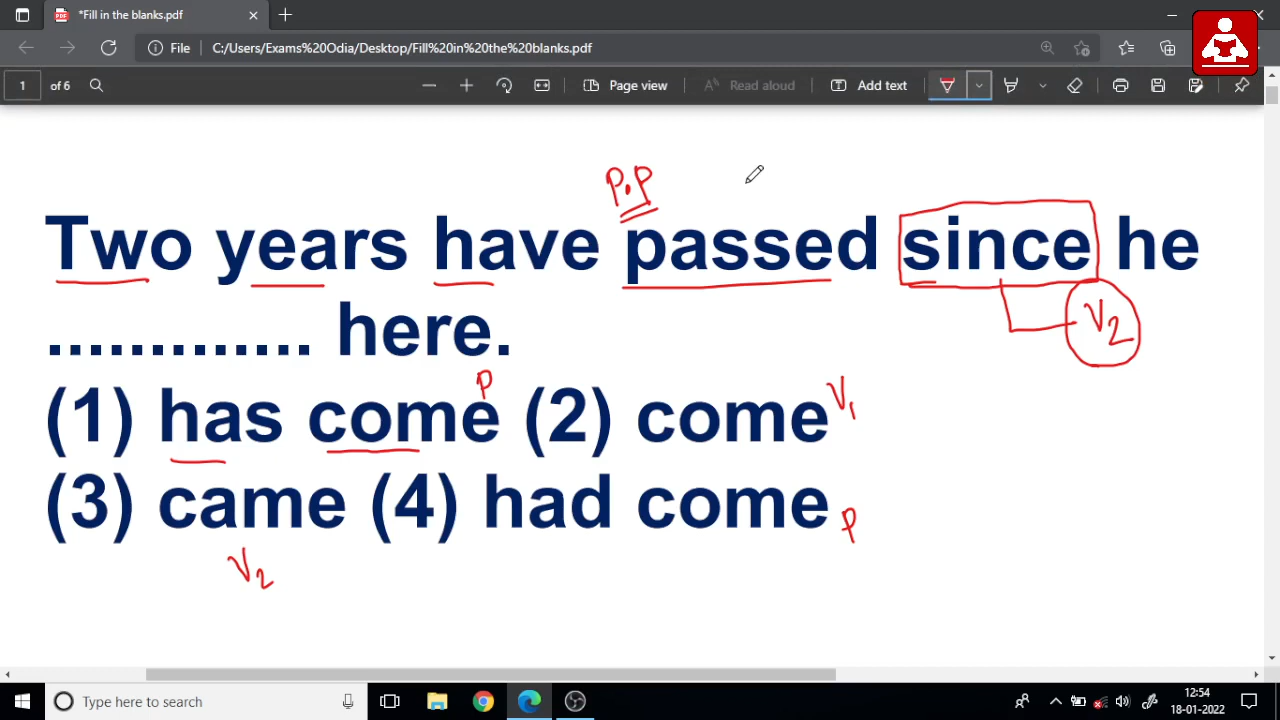 *Fill in the blanks.pdf
File C:/Users/Exams%20Odia/Desktop/Fill%20in%20the%20blanks.pdf
1 of 6 Page view Read aloud Add text
P.P
Two years have passed since he
V2
............. here.
P
(1) has come (2) come V1
(3) came (4) had come P
V2
Type here to search
12:54
18-01-2022